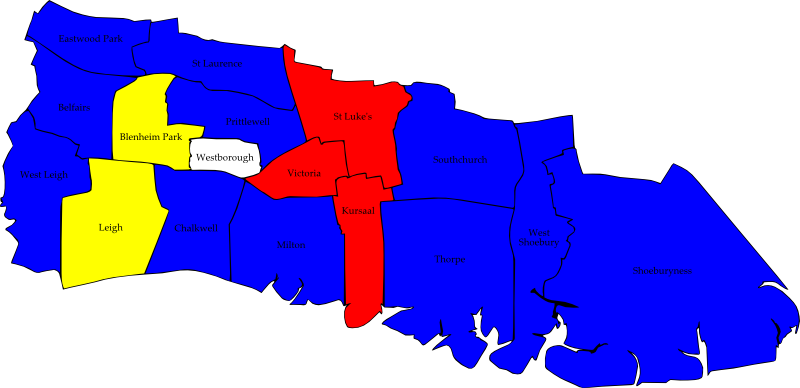 Eastwood Park
St Laurence
Belfairs
Blenheim Park
Prittlewell
St Luke's
Westborough
Southchurch
West Leigh
Victoria
Leigh
Chalkwell
Milton
Kursaal
Thorpe
West
Shoebury
Shoeburyness